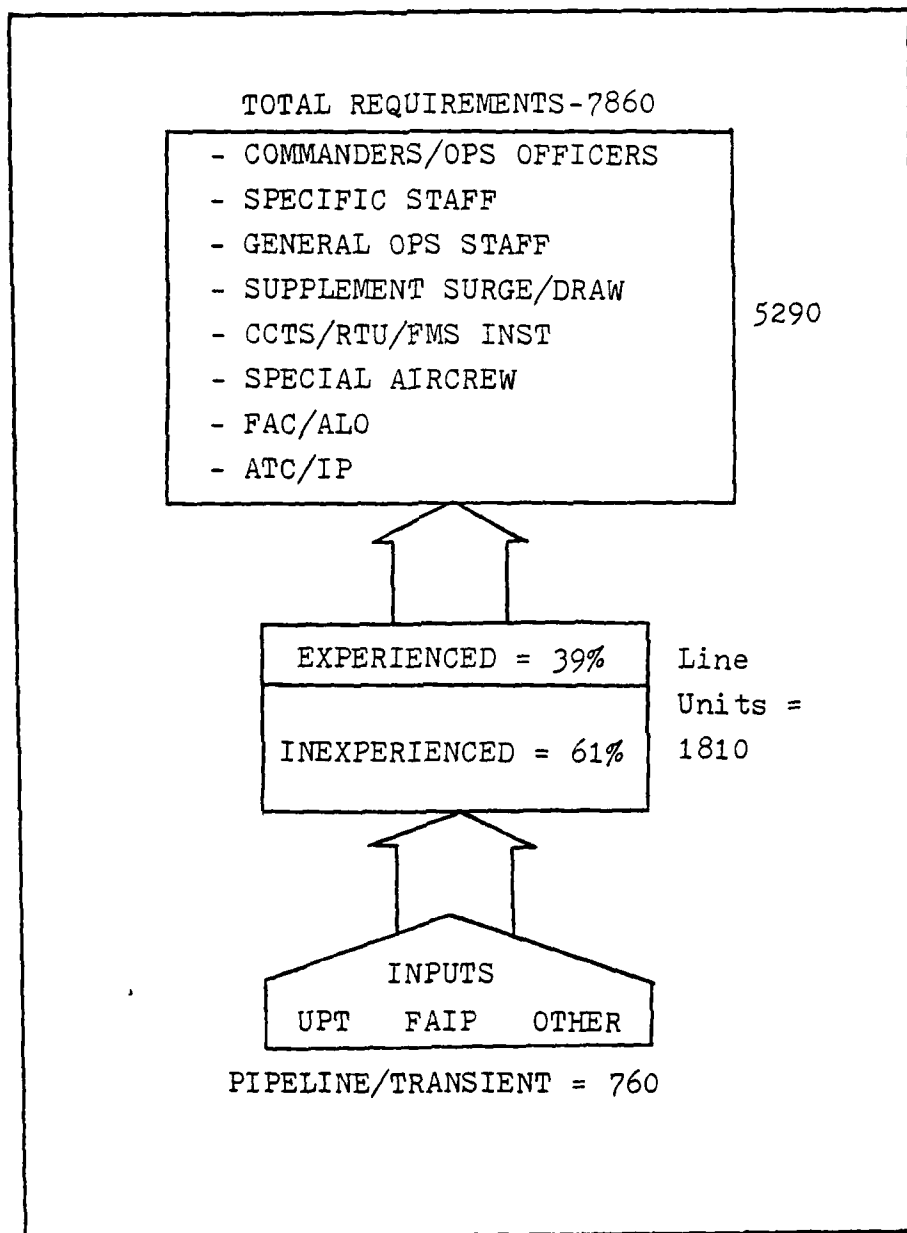 TOTAL REQUIREMENTS-7860
- COMMANDERS/OPS OFFICERS
- SPECIFIC STAFF
- GENERAL OPS STAFF
- SUPPLEMENT SURGE/DRAW
- CCTS/RTU/FMS INST
- SPECIAL AIRCREW
- FAC/ALO
- ATC/IP
5290
EXPERIENCED = 39%
INEXPERIENCED = 61%
Line
Units =
1810
INPUTS
UPT FAIP OTHER
PIPELINE/TRANSIENT = 760